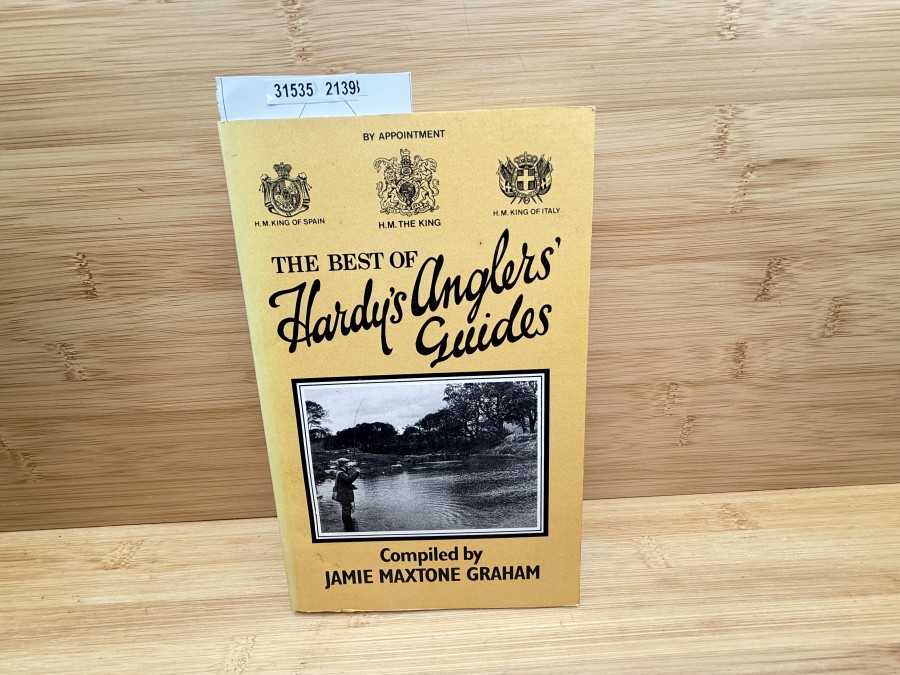 31535 2139
BY APPOINTMENT
H.M. KING OF SPAIN
H.M. THE KING
H.M. KING OF ITALY
THE BEST OF
Hardy's Anglers'
Guides
Compiled by
JAMIE MAXTONE GRAHAM